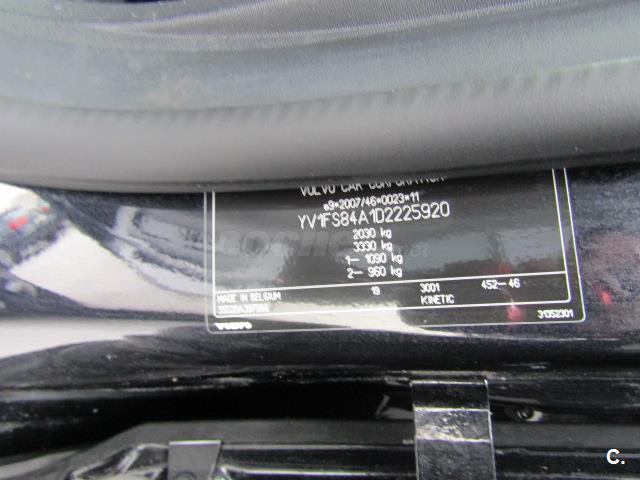 VOLVO CAR CORPORATION
e9*2007/46*0023*11
YV1FS84A1D2225920
2030 kg
3330 kg
1- 1090 kg
2- 960 kg
MADE IN BELGIUM 19 3001 452-46
KINETIC
VOLVO 31352301
C.